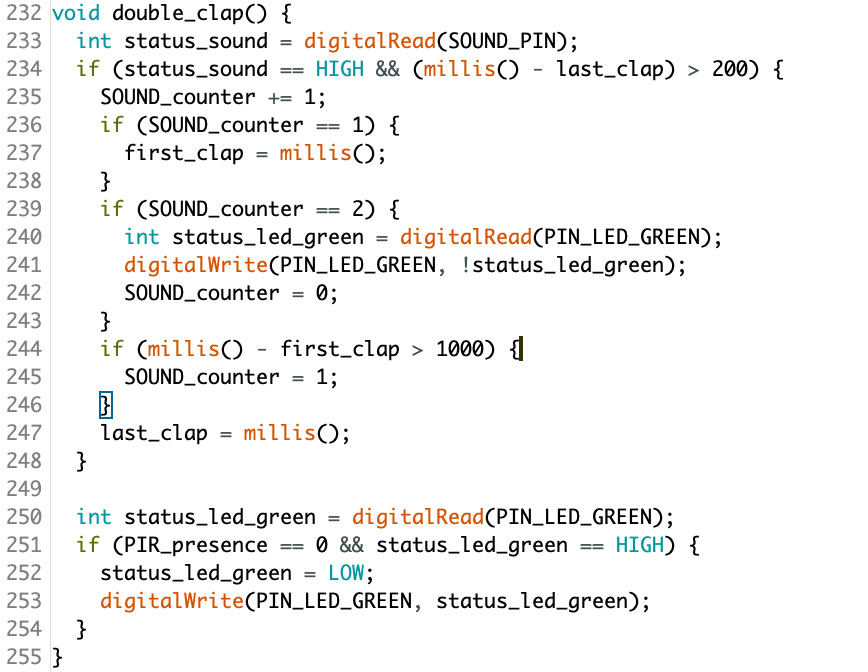 232 void double_clap() {
233   int status_sound = digitalRead(SOUND_PIN);
234   if (status_sound == HIGH && (millis() - last_clap) > 200) {
235     SOUND_counter += 1;
236     if (SOUND_counter == 1) {
237       first_clap = millis();
238     }
239     if (SOUND_counter == 2) {
240       int status_led_green = digitalRead(PIN_LED_GREEN);
241       digitalWrite(PIN_LED_GREEN, !status_led_green);
242       SOUND_counter = 0;
243     }
244     if (millis() - first_clap > 1000) {
245       SOUND_counter = 1;
246     }
247     last_clap = millis();
248   }
249
250   int status_led_green = digitalRead(PIN_LED_GREEN);
251   if (PIR_presence == 0 && status_led_green == HIGH) {
252     status_led_green = LOW;
253     digitalWrite(PIN_LED_GREEN, status_led_green);
254   }
255 }